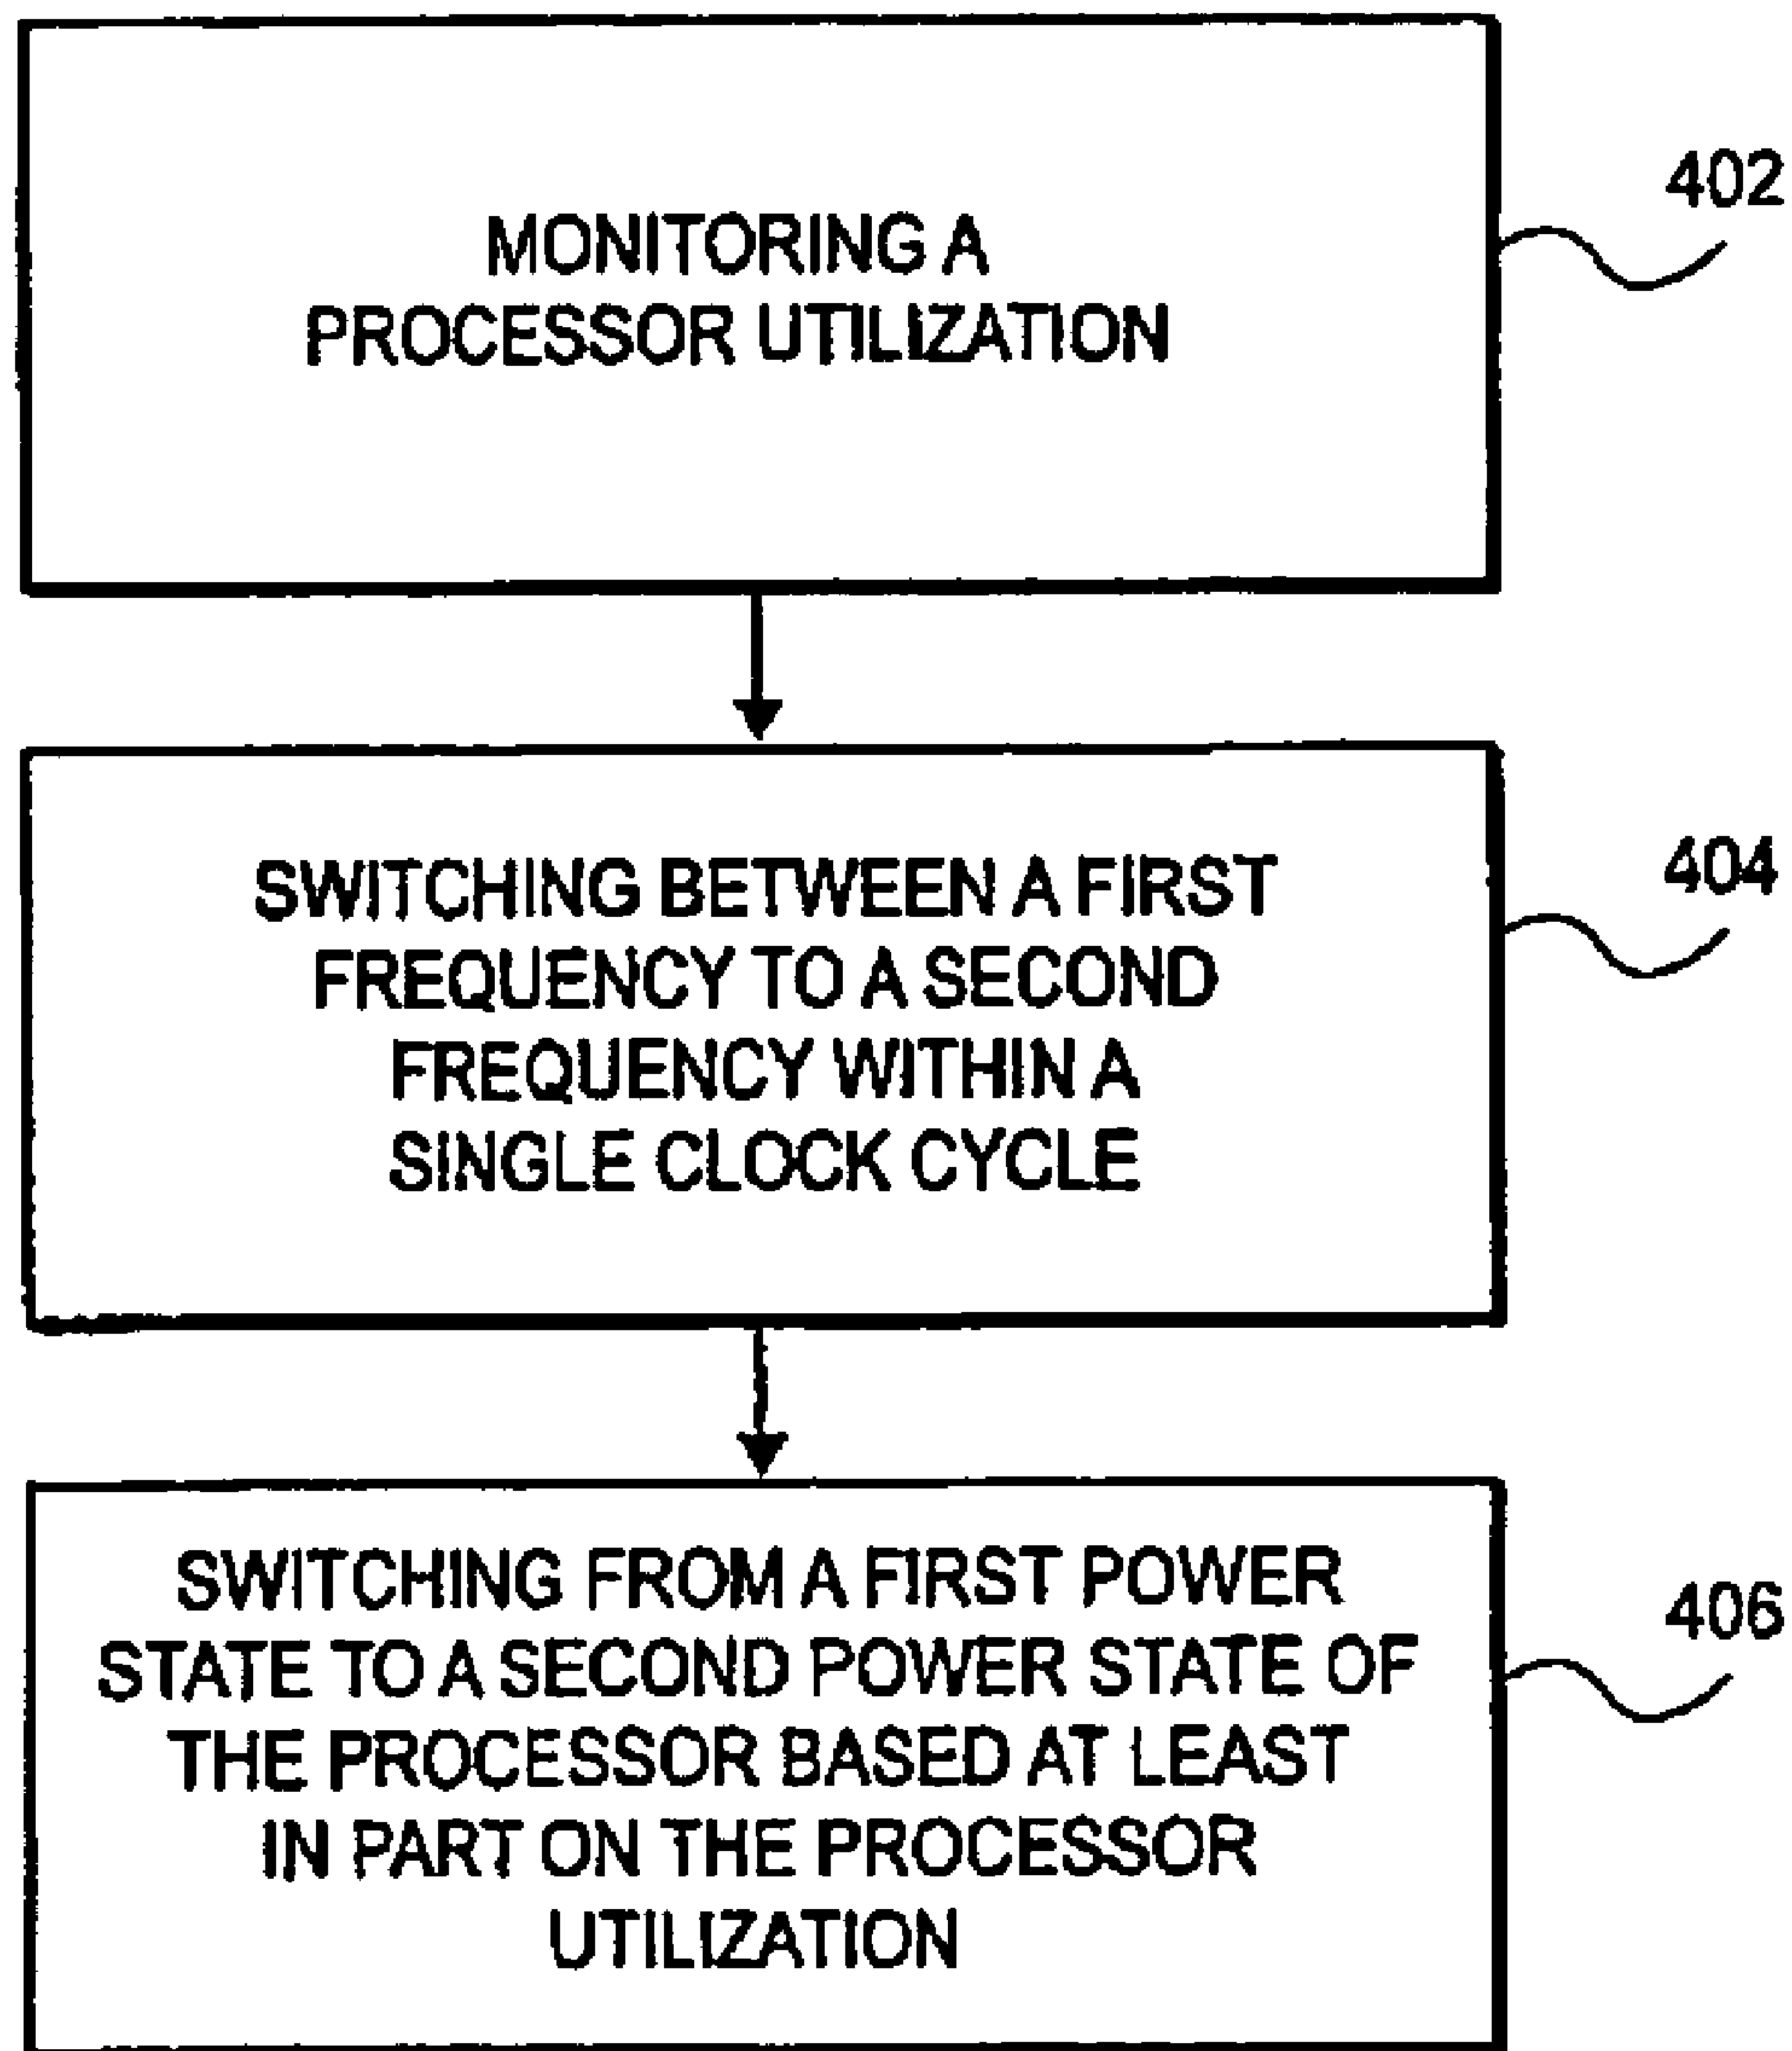 MONITORING A
PROCESSOR UTILIZATION
402
SWITCHING BETWEEN A FIRST
FREQUENCY TO A SECOND
FREQUENCY WITHIN A
SINGLE CLOCK CYCLE
404
SWITCHING FROM A FIRST POWER
STATE TO A SECOND POWER STATE OF
THE PROCESSOR BASED AT LEAST
IN PART ON THE PROCESSOR
UTILIZATION
406